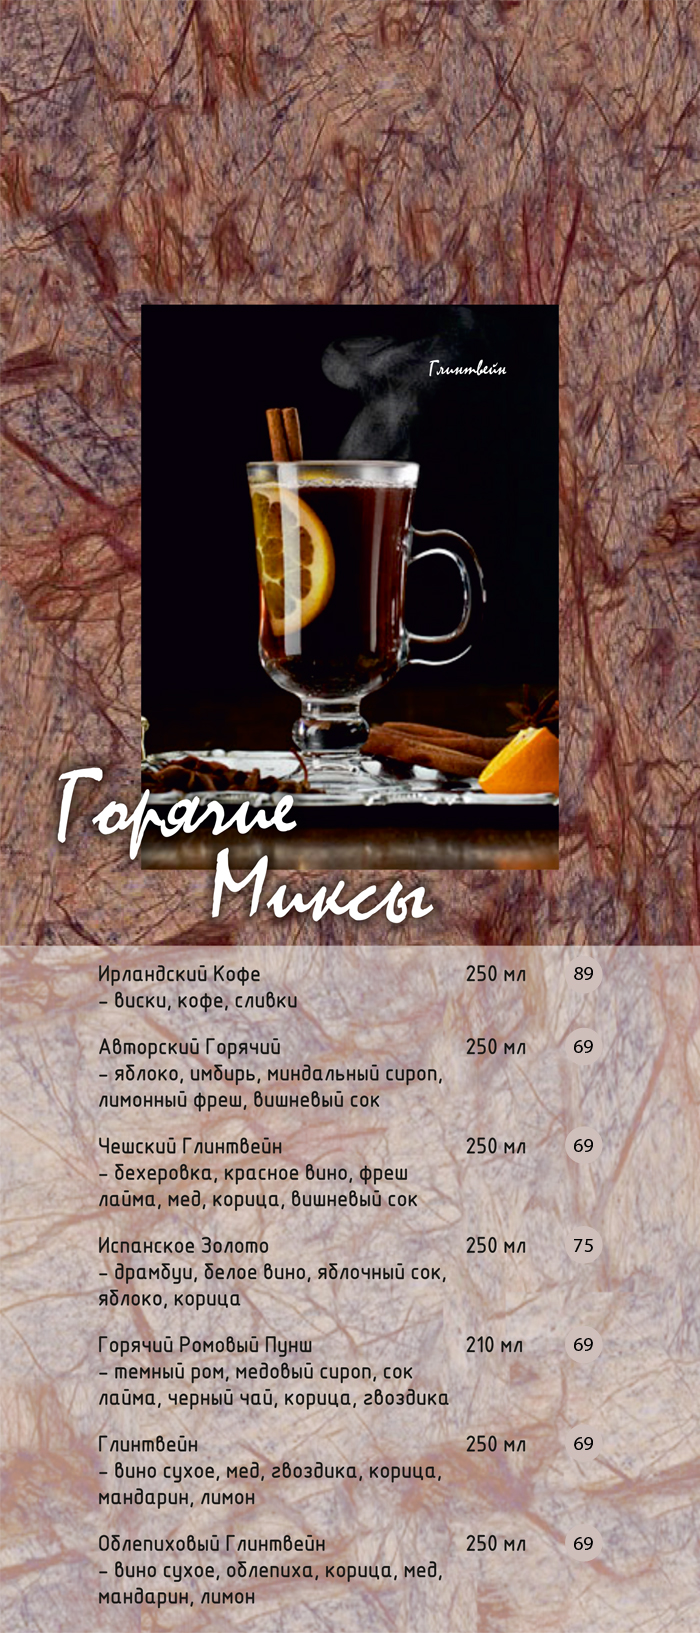 Глинтвейн
Горячие
Миксы
Ирландский Кофе 250 мл 89
- виски, кофе, сливки
Авторский Горячий 250 мл 69
- яблоко, имбирь, миндальный сироп,
лимонный фреш, вишневый сок
Чешский Глинтвейн 250 мл 69
- бехеровка, красное вино, фреш
лайма, мед, корица, вишневый сок
Испанское Золото 250 мл 75
- драмбуи, белое вино, яблочный сок,
яблоко, корица
Горячий Ромовый Пунш 210 мл 69
- темный ром, медовый сироп, сок
лайма, черный чай, корица, гвоздика
Глинтвейн 250 мл 69
- вино сухое, мед, гвоздика, корица,
мандарин, лимон
Облепиховый Глинтвейн 250 мл 69
- вино сухое, облепиха, корица, мед,
мандарин, лимон